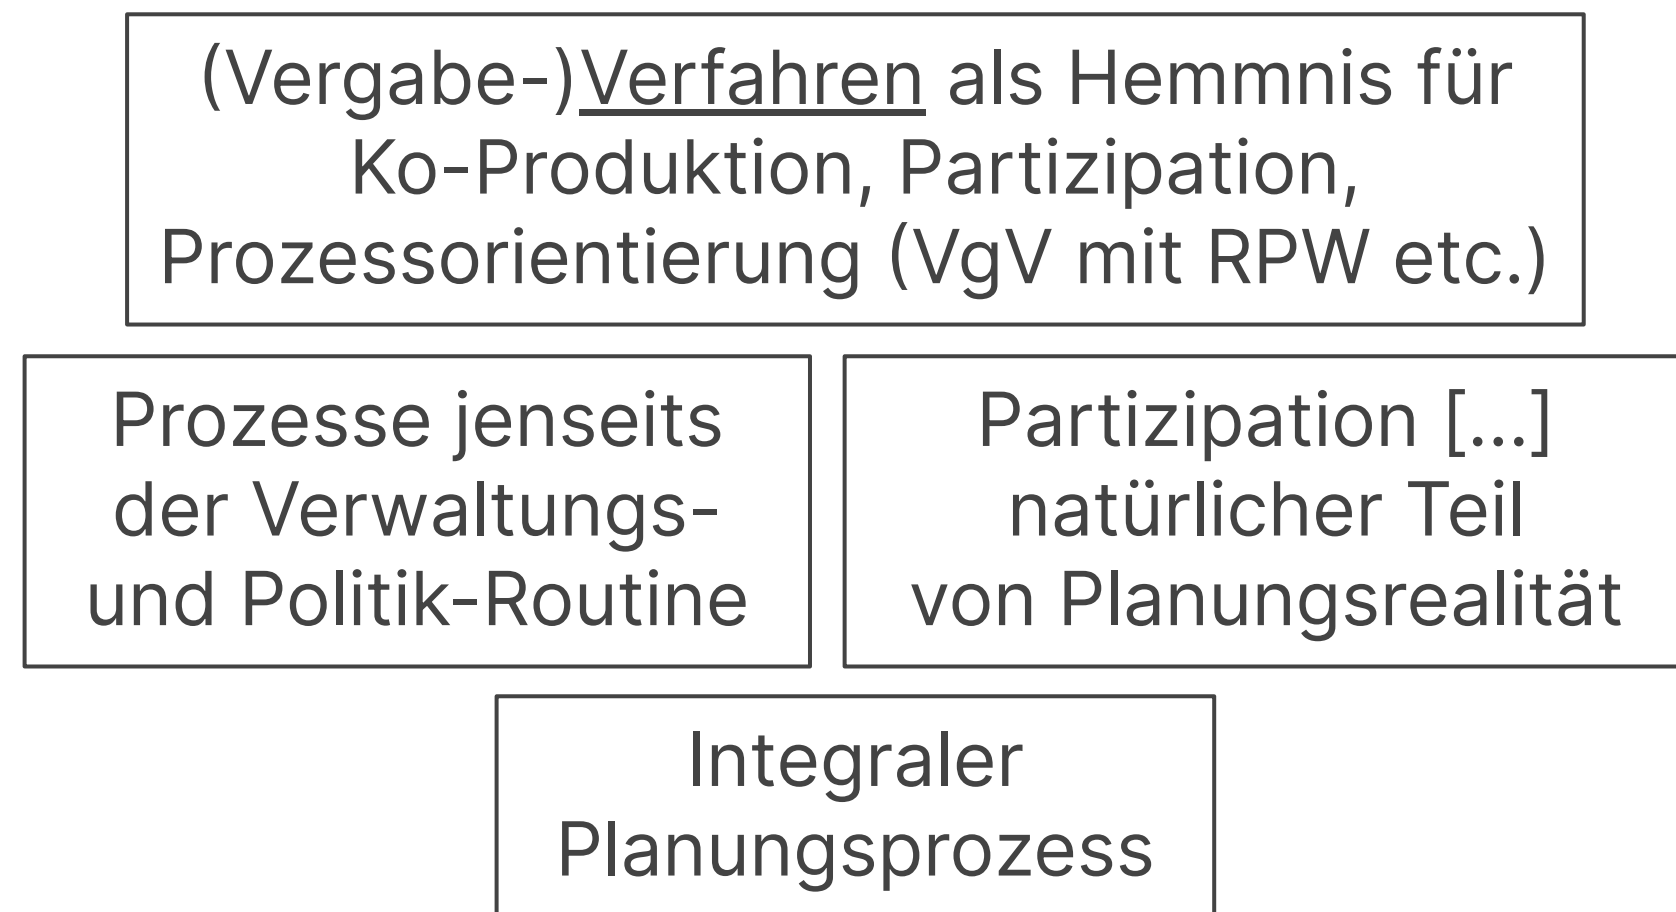 (Vergabe-)Verfahren als Hemmnis für
Ko-Produktion, Partizipation,
Prozessorientierung (VgV mit RPW etc.)
Prozesse jenseits
der Verwaltungs-
und Politik-Routine
Partizipation [...]
natürlicher Teil
von Planungsrealität
Integraler
Planungsprozess